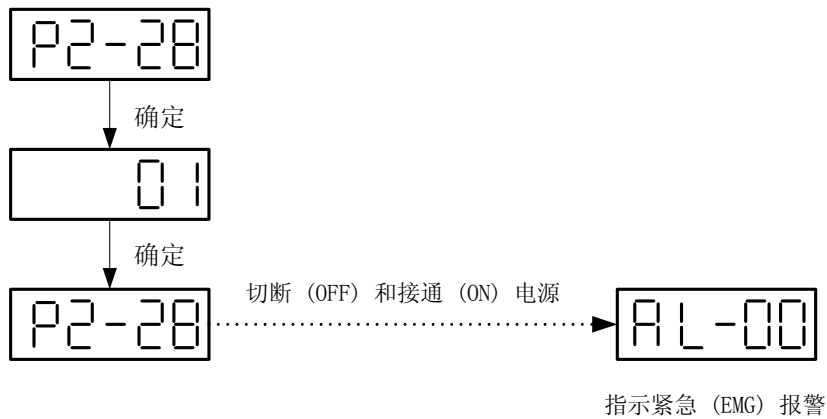 P2-28
确定
01
确定
P2-28
切断 (OFF) 和接通 (ON) 电源
AL-00
指示紧急 (EMG) 报警